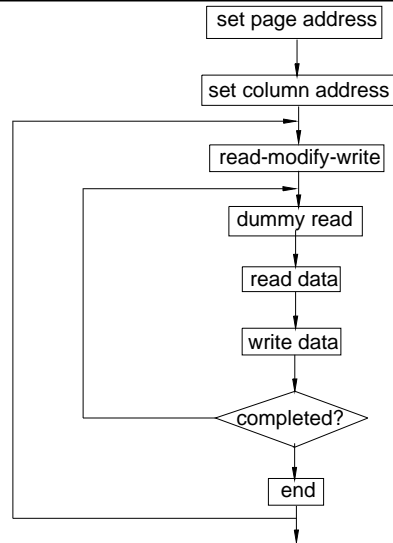 set page address
set column address
read-modify-write
dummy read
read data
write data
completed?
end